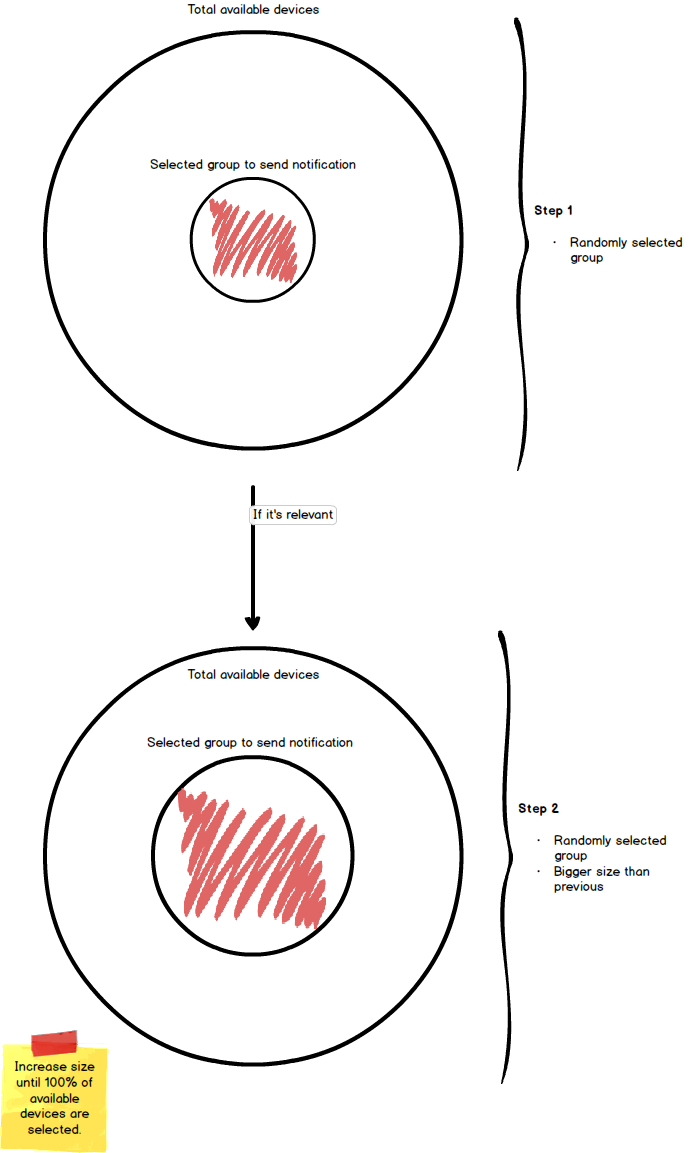 Total available devices
Selected group to send notification
Step 1
· Randomly selected
group
If it's relevant
Total available devices
Selected group to send notification
Step 2
· Randomly selected
group
· Bigger size than
previous
Increase size
until 100% of
available
devices are
selected.